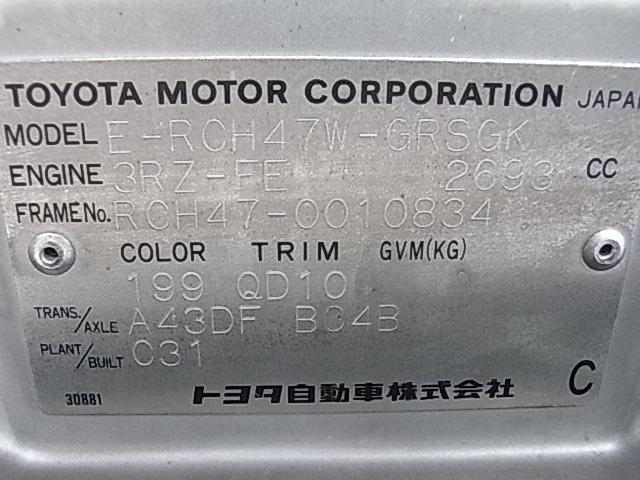 TOYOTA MOTOR CORPORATION JAPAN
MODEL E-RCH47W-GRSGK
ENGINE 3RZ-FE 2693 CC
FRAME No. RCH47-0010834
COLOR TRIM GVM(KG)
199 QD10
TRANS./AXLE A43DF B04B
PLANT/BUILT C31
30881 トヨタ自動車株式会社 C